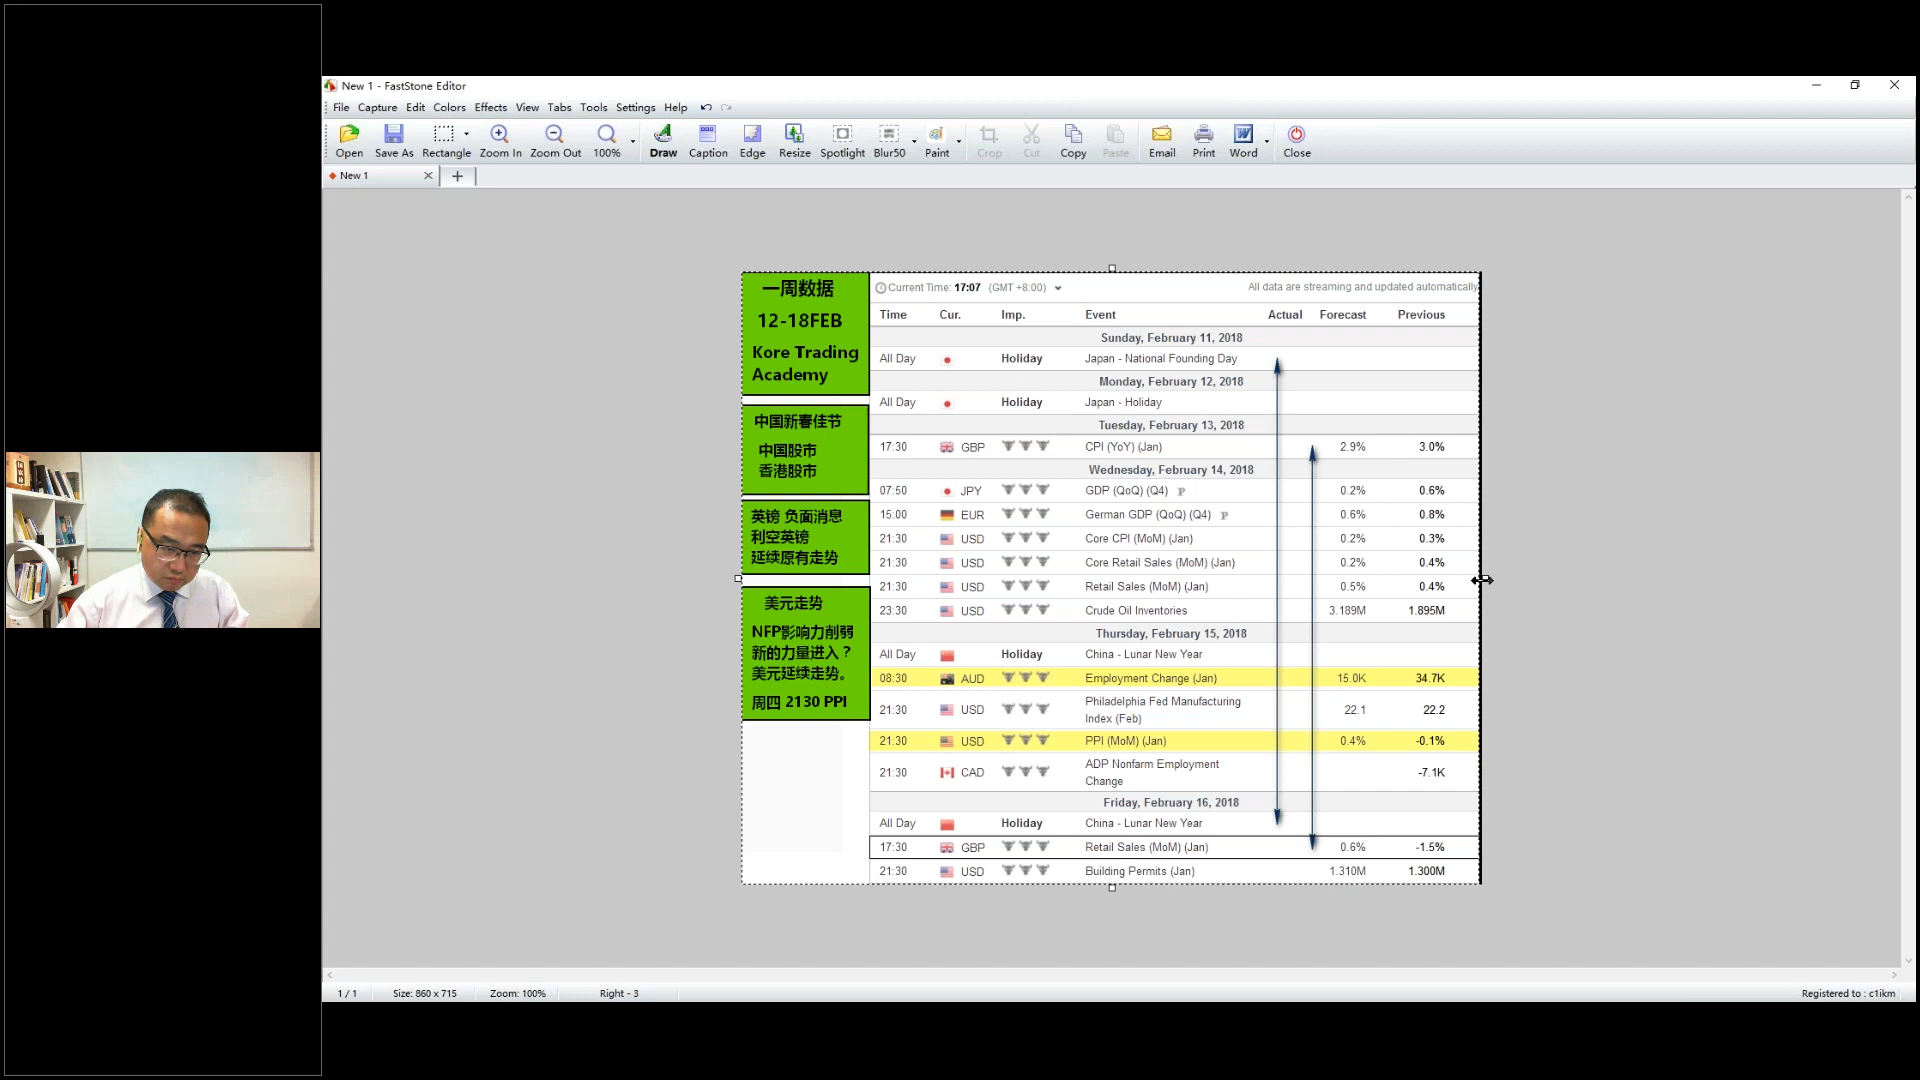 New 1 - FastStone Editor
File Capture Edit Colors Effects View Tabs Tools Settings Help
Open Save As Rectangle Zoom In Zoom Out 100% Draw Caption Edge Resize Spotlight Blur50 Paint Crop Cut Copy Paste Email Print Word Close
New 1
一周数据
12-18FEB
Kore Trading
Academy
中国新春佳节
中国股市
香港股市
英镑 负面消息
利空英镑
延续原有走势
美元走势
NFP影响力削弱
新的力量进入？
美元延续走势。
周四 2130 PPI
Current Time: 17:07 (GMT +8:00) All data are streaming and updated automatically
Time Cur. Imp. Event Actual Forecast Previous
Sunday, February 11, 2018
All Day Holiday Japan - National Founding Day
Monday, February 12, 2018
All Day Holiday Japan - Holiday
Tuesday, February 13, 2018
17:30 GBP CPI (YoY) (Jan) 2.9% 3.0%
Wednesday, February 14, 2018
07:50 JPY GDP (QoQ) (Q4) P 0.2% 0.6%
15:00 EUR German GDP (QoQ) (Q4) P 0.6% 0.8%
21:30 USD Core CPI (MoM) (Jan) 0.2% 0.3%
21:30 USD Core Retail Sales (MoM) (Jan) 0.2% 0.4%
21:30 USD Retail Sales (MoM) (Jan) 0.5% 0.4%
23:30 USD Crude Oil Inventories 3.189M 1.895M
Thursday, February 15, 2018
All Day Holiday China - Lunar New Year
08:30 AUD Employment Change (Jan) 15.0K 34.7K
21:30 USD Philadelphia Fed Manufacturing Index (Feb) 22.1 22.2
21:30 USD PPI (MoM) (Jan) 0.4% -0.1%
21:30 CAD ADP Nonfarm Employment Change -7.1K
Friday, February 16, 2018
All Day Holiday China - Lunar New Year
17:30 GBP Retail Sales (MoM) (Jan) 0.6% -1.5%
21:30 USD Building Permits (Jan) 1.310M 1.300M
1 / 1 Size: 860 x 715 Zoom: 100% Right - 3 Registered to : c1ikm